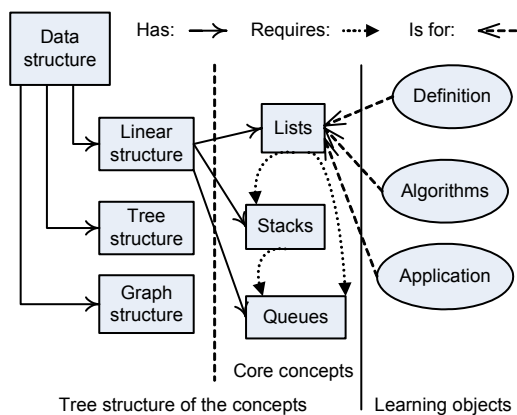 Has:
Requires:
Is for:
Data
structure
Linear
structure
Tree
structure
Graph
structure
Lists
Stacks
Queues
Definition
Algorithms
Application
Core concepts
Tree structure of the concepts
Learning objects